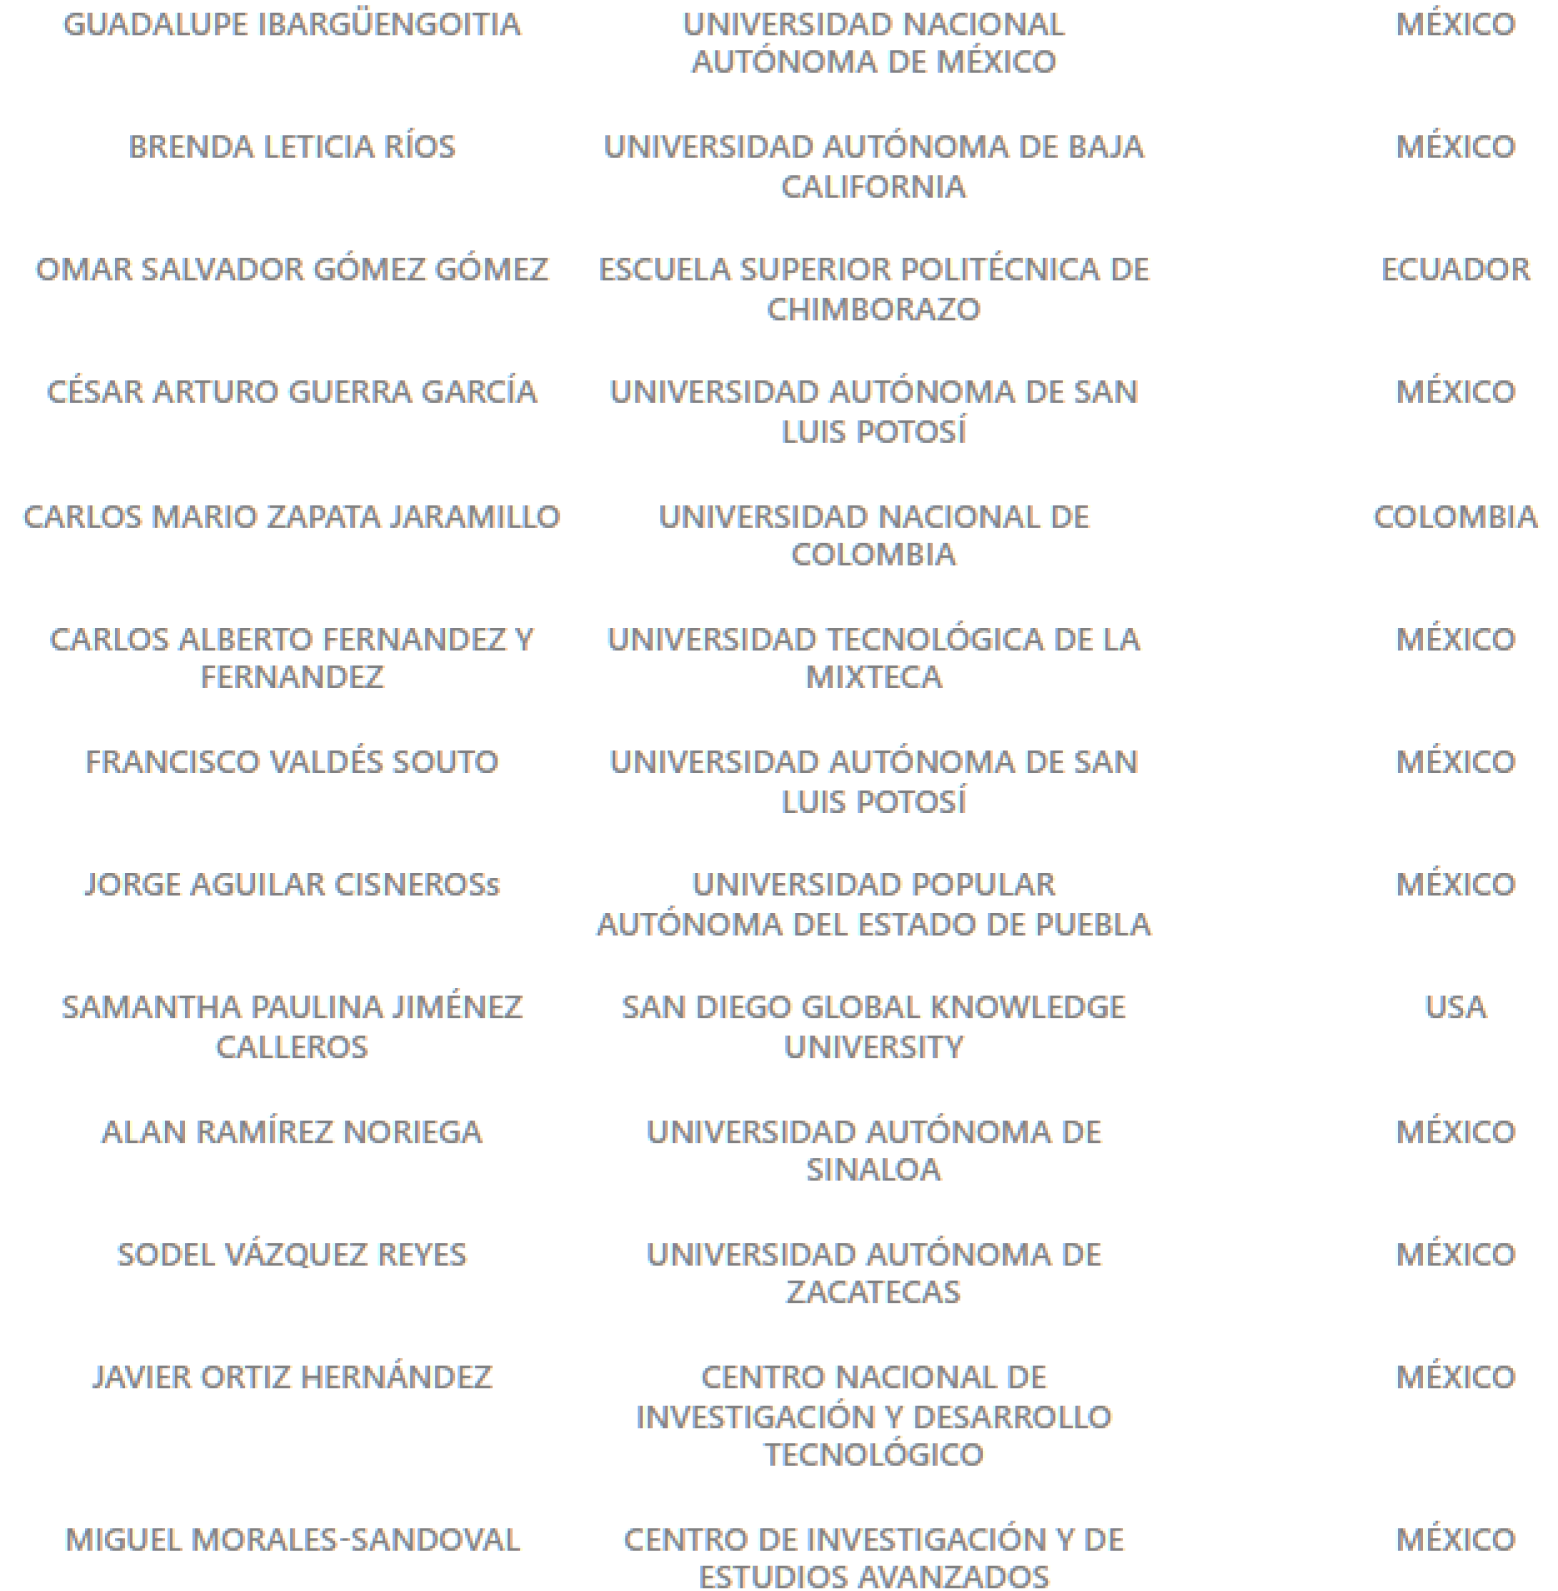 GUADALUPE IBARGÜENGOITIA UNIVERSIDAD NACIONAL MÉXICO
AUTÓNOMA DE MÉXICO
BRENDA LETICIA RÍOS UNIVERSIDAD AUTÓNOMA DE BAJA MÉXICO
CALIFORNIA
OMAR SALVADOR GÓMEZ GÓMEZ ESCUELA SUPERIOR POLITÉCNICA DE ECUADOR
CHIMBORAZO
CÉSAR ARTURO GUERRA GARCÍA UNIVERSIDAD AUTÓNOMA DE SAN MÉXICO
LUIS POTOSÍ
CARLOS MARIO ZAPATA JARAMILLO UNIVERSIDAD NACIONAL DE COLOMBIA
COLOMBIA
CARLOS ALBERTO FERNANDEZ Y UNIVERSIDAD TECNOLÓGICA DE LA MÉXICO
FERNANDEZ MIXTECA
FRANCISCO VALDÉS SOUTO UNIVERSIDAD AUTÓNOMA DE SAN MÉXICO
LUIS POTOSÍ
JORGE AGUILAR CISNEROSs UNIVERSIDAD POPULAR MÉXICO
AUTÓNOMA DEL ESTADO DE PUEBLA
SAMANTHA PAULINA JIMÉNEZ SAN DIEGO GLOBAL KNOWLEDGE USA
CALLEROS UNIVERSITY
ALAN RAMÍREZ NORIEGA UNIVERSIDAD AUTÓNOMA DE MÉXICO
SINALOA
SODEL VÁZQUEZ REYES UNIVERSIDAD AUTÓNOMA DE MÉXICO
ZACATECAS
JAVIER ORTIZ HERNÁNDEZ CENTRO NACIONAL DE MÉXICO
INVESTIGACIÓN Y DESARROLLO
TECNOLÓGICO
MIGUEL MORALES-SANDOVAL CENTRO DE INVESTIGACIÓN Y DE MÉXICO
ESTUDIOS AVANZADOS